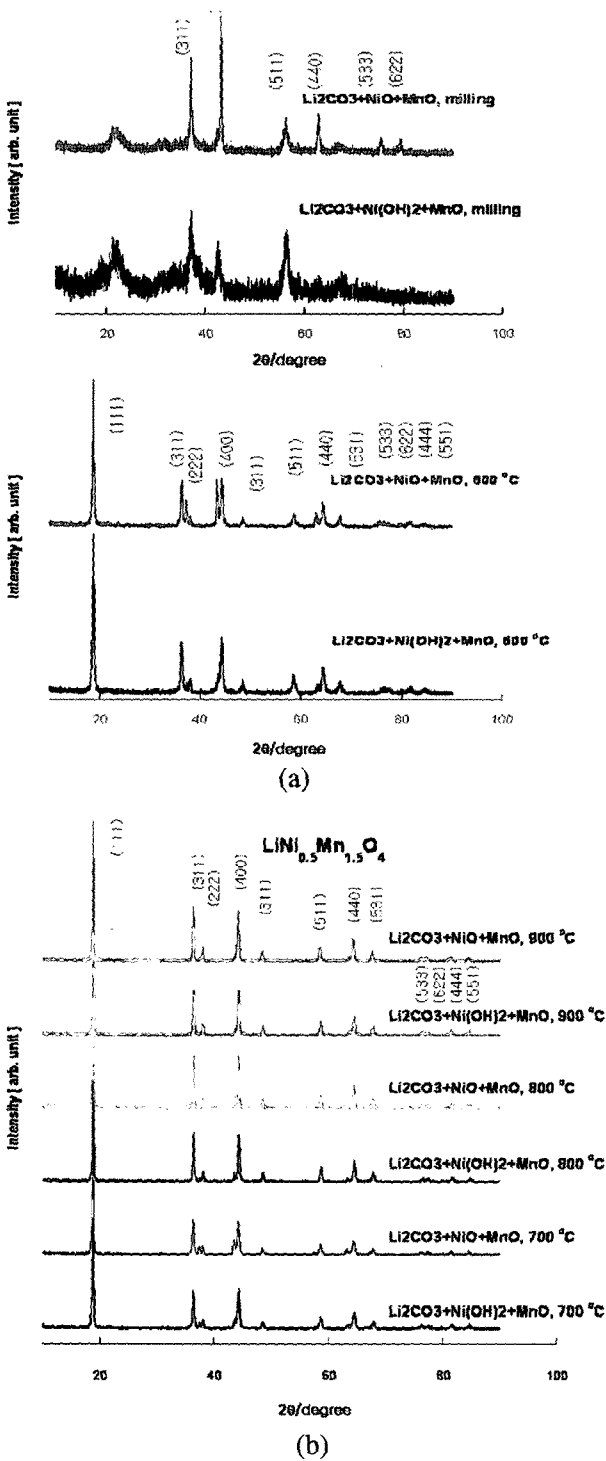 (311)
(511)
(440)
(533)
(622)
Li2CO3+NiO+MnO, milling
Li2CO3+Ni(OH)2+MnO, milling
Intensity [ arb. unit ]
20
40
60
80
100
2θ/degree
(111)
(311)
(222)
(400)
(311)
(511)
(440)
(531)
(533)
(622)
(444)
(551)
Li2CO3+NiO+MnO, 600 °C
Li2CO3+Ni(OH)2+MnO, 600 °C
Intensity [ arb. unit ]
20
40
60
80
100
2θ/degree
(a)
LiNi0.5Mn1.5O4
(311)
(222)
(400)
(311)
(511)
(440)
(531)
Li2CO3+NiO+MnO, 900 °C
(533)
(622)
(444)
(551)
Li2CO3+Ni(OH)2+MnO, 900 °C
Li2CO3+NiO+MnO, 800 °C
Li2CO3+Ni(OH)2+MnO, 800 °C
Li2CO3+NiO+MnO, 700 °C
Li2CO3+Ni(OH)2+MnO, 700 °C
Intensity [ arb. unit ]
20
40
60
80
100
2θ/degree
(b)